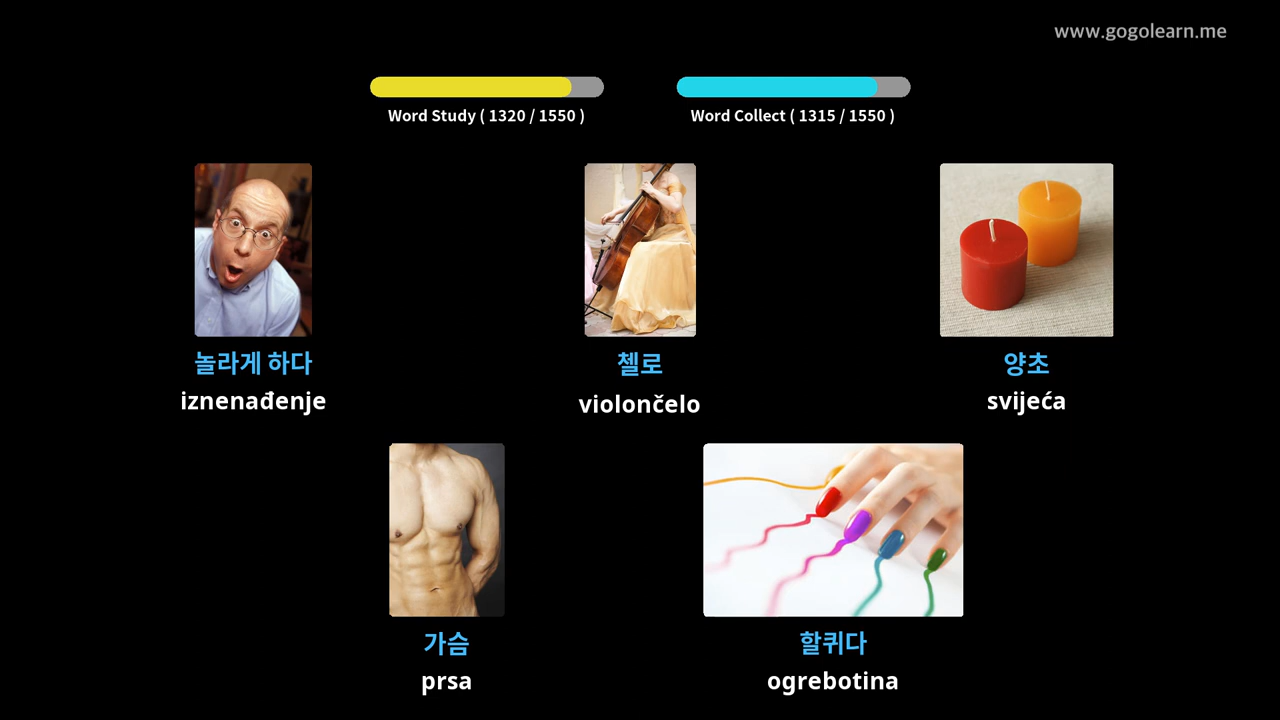 www.gogolearn.me
Word Study ( 1320 / 1550 )
Word Collect ( 1315 / 1550 )
놀라게 하다
iznenađenje
첼로
violončelo
양초
svijeća
가슴
prsa
할퀴다
ogrebotina